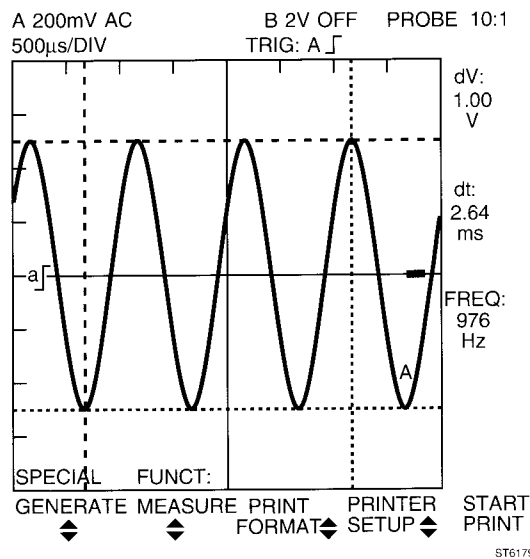 A 200mV AC B 2V OFF PROBE 10:1
500µs/DIV TRIG: A
dV:
1.00
V
dt:
2.64
ms
a
FREQ:
976
Hz
A
SPECIAL FUNCT:
GENERATE MEASURE PRINT PRINTER START
FORMAT SETUP PRINT
ST6179